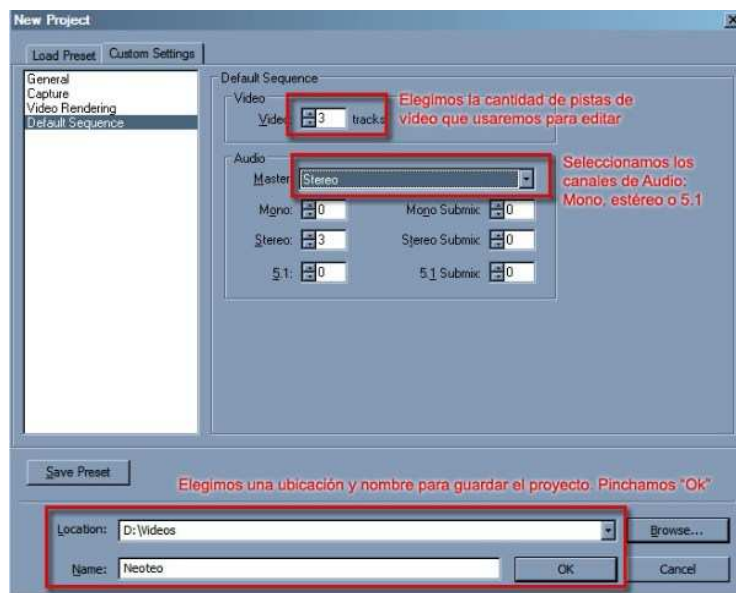 New Project
Load Preset Custom Settings
General
Capture
Video Rendering
Default Sequence
Default Sequence
Video
Video: 3 tracks
Elegimos la cantidad de pistas de
vídeo que usaremos para editar
Audio
Master: Stereo
Seleccionamos los
canales de Audio:
Mono, estéreo o 5.1
Mono: 0 Mono Submix: 0
Stereo: 3 Stereo Submix: 0
5.1: 0 5.1 Submix: 0
Save Preset
Elegimos una ubicación y nombre para guardar el proyecto. Pinchamos "Ok"
Location: D:\Videos Browse...
Name: Neoteo OK Cancel